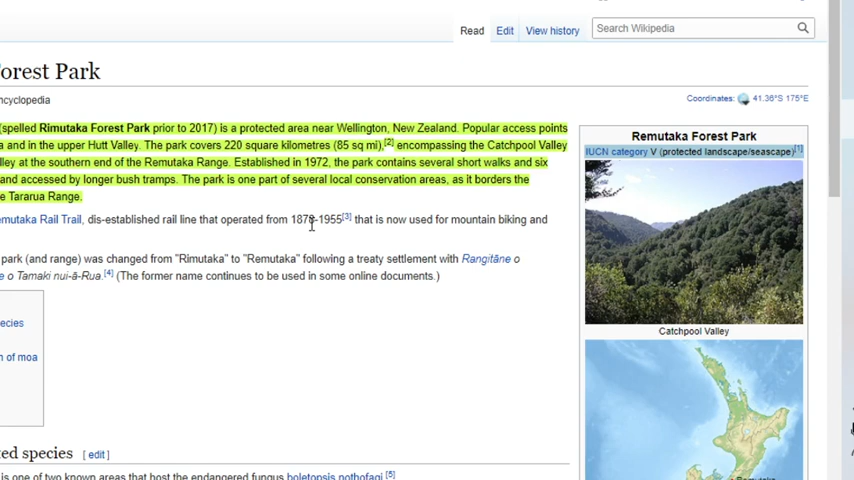 Read Edit View history Search Wikipedia
orest Park
ncyclopedia
Coordinates: 41.36°S 175°E
(spelled Rimutaka Forest Park prior to 2017) is a protected area near Wellington, New Zealand. Popular access points
a and in the upper Hutt Valley. The park covers 220 square kilometres (85 sq mi),[2] encompassing the Catchpool Valley
lley at the southern end of the Remutaka Range. Established in 1972, the park contains several short walks and six
and accessed by longer bush tramps. The park is one part of several local conservation areas, as it borders the
e Tararua Range.
emutaka Rail Trail, dis-established rail line that operated from 1878-1955[3] that is now used for mountain biking and
park (and range) was changed from "Rimutaka" to "Remutaka" following a treaty settlement with Rangitāne o
e o Tamaki nui-ā-Rua.[4] (The former name continues to be used in some online documents.)
ecies
n of moa
ted species [ edit ]
is one of two known areas that host the endangered fungus boletopsis nothofagi.[5]
Remutaka Forest Park
IUCN category V (protected landscape/seascape)[1]
Catchpool Valley
Remutaka